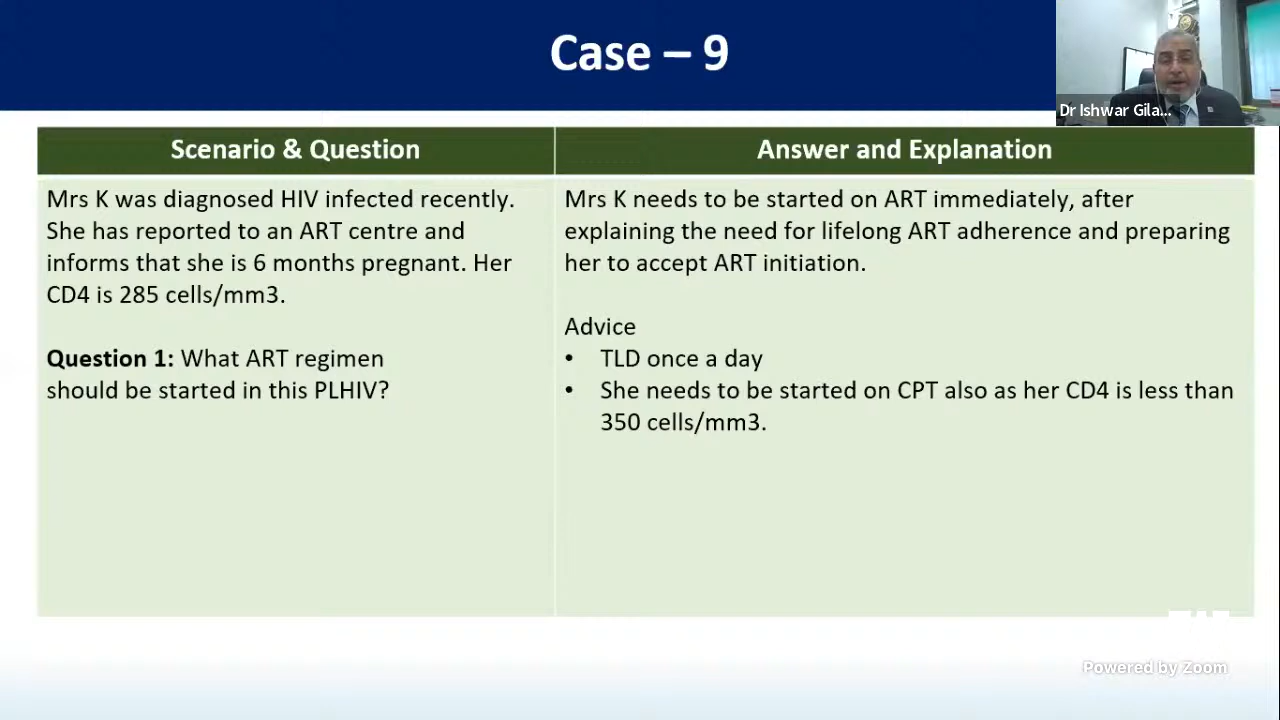 Case – 9
Dr Ishwar Gila...
Scenario & Question
Answer and Explanation
Mrs K was diagnosed HIV infected recently.
She has reported to an ART centre and
informs that she is 6 months pregnant. Her
CD4 is 285 cells/mm3.
Question 1: What ART regimen
should be started in this PLHIV?
Mrs K needs to be started on ART immediately, after
explaining the need for lifelong ART adherence and preparing
her to accept ART initiation.
Advice
• TLD once a day
• She needs to be started on CPT also as her CD4 is less than
350 cells/mm3.
Powered by Zoom